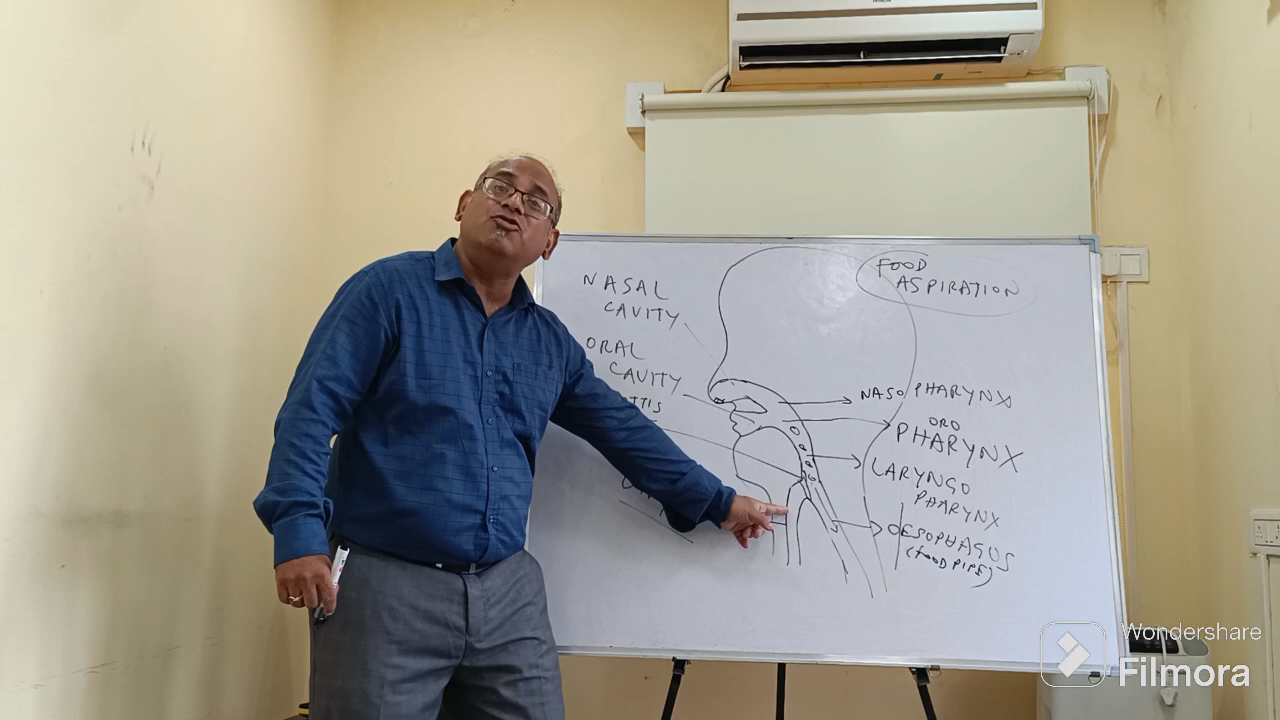 FOOD
ASPIRATION
NASAL
CAVITY
ORAL
CAVITY
NASOPHARYNX
ORO
PHARYNX
LARYNGO
PHARYNX
OESOPHAGUS
(FOOD PIPE)
Wondershare
Filmora